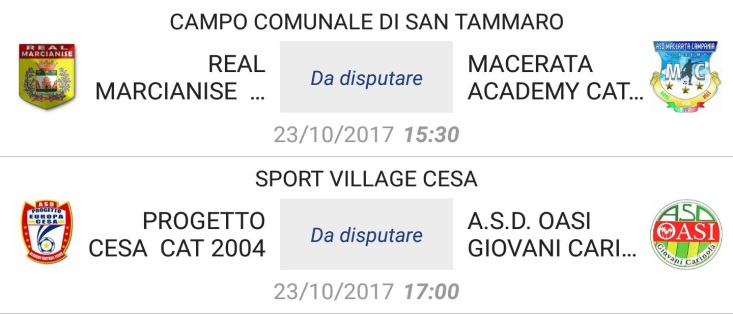 CAMPO COMUNALE DI SAN TAMMARO
REAL MARCIANISE
REAL
MARCIANISE ...
Da disputare
MACERATA
ACADEMY CAT...
ASD MACERATA CAMPANIA
MC
23/10/2017 15:30
SPORT VILLAGE CESA
ASD
PROGETTO
EUROPA
CESA
PROGETTO
CESA CAT 2004
Da disputare
A.S.D. OASI
GIOVANI CARI...
ASD
OASI
Giovani Carinola
23/10/2017 17:00